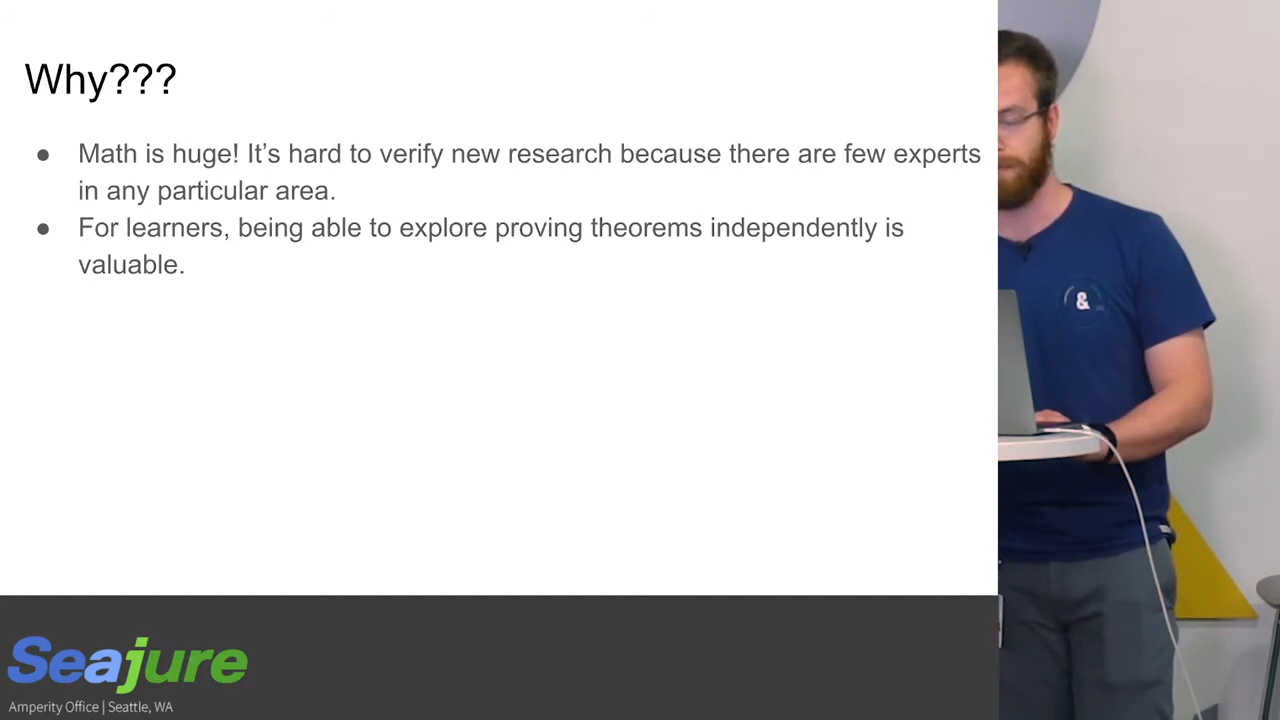 Why???
● Math is huge! It’s hard to verify new research because there are few experts
in any particular area.
● For learners, being able to explore proving theorems independently is
valuable.
&
Seajure
Amperity Office | Seattle, WA